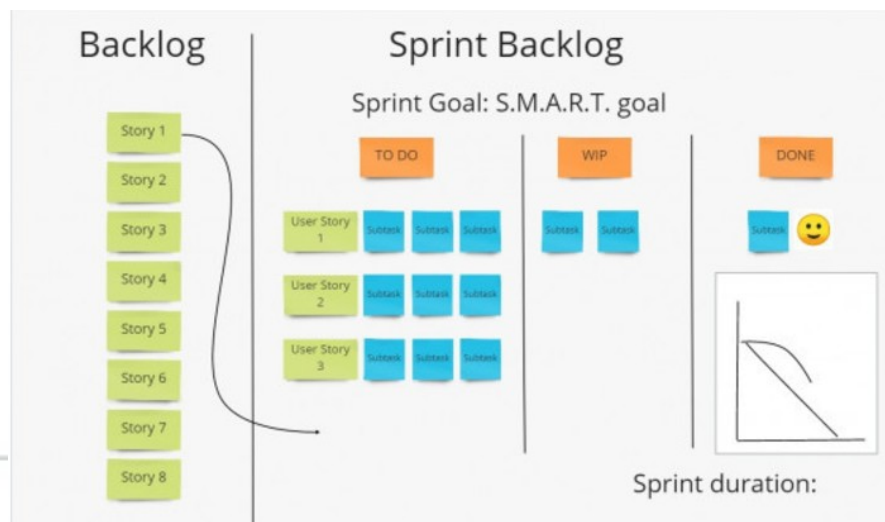 Backlog
Story 1
Story 2
Story 3
Story 4
Story 5
Story 6
Story 7
Story 8
Sprint Backlog
Sprint Goal: S.M.A.R.T. goal
TO DO
WIP
DONE
User Story
1
Subtask
Subtask
Subtask
Subtask
Subtask
Subtask
User Story
2
Subtask
Subtask
Subtask
User Story
3
Subtask
Subtask
Subtask
Sprint duration: